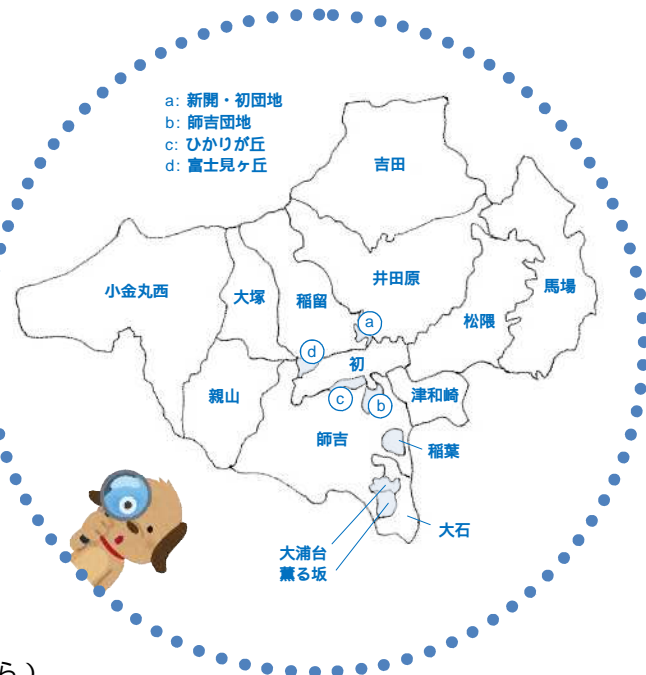 a: 新開・初団地
b: 師吉団地
c: ひかりが丘
d: 富士見ヶ丘
吉田
馬場
井田原
小金丸西
大塚
稲留
松隈
a
d
初
親山
c
b
津和崎
師吉
稲葉
大石
大浦台
薫る坂
ら）